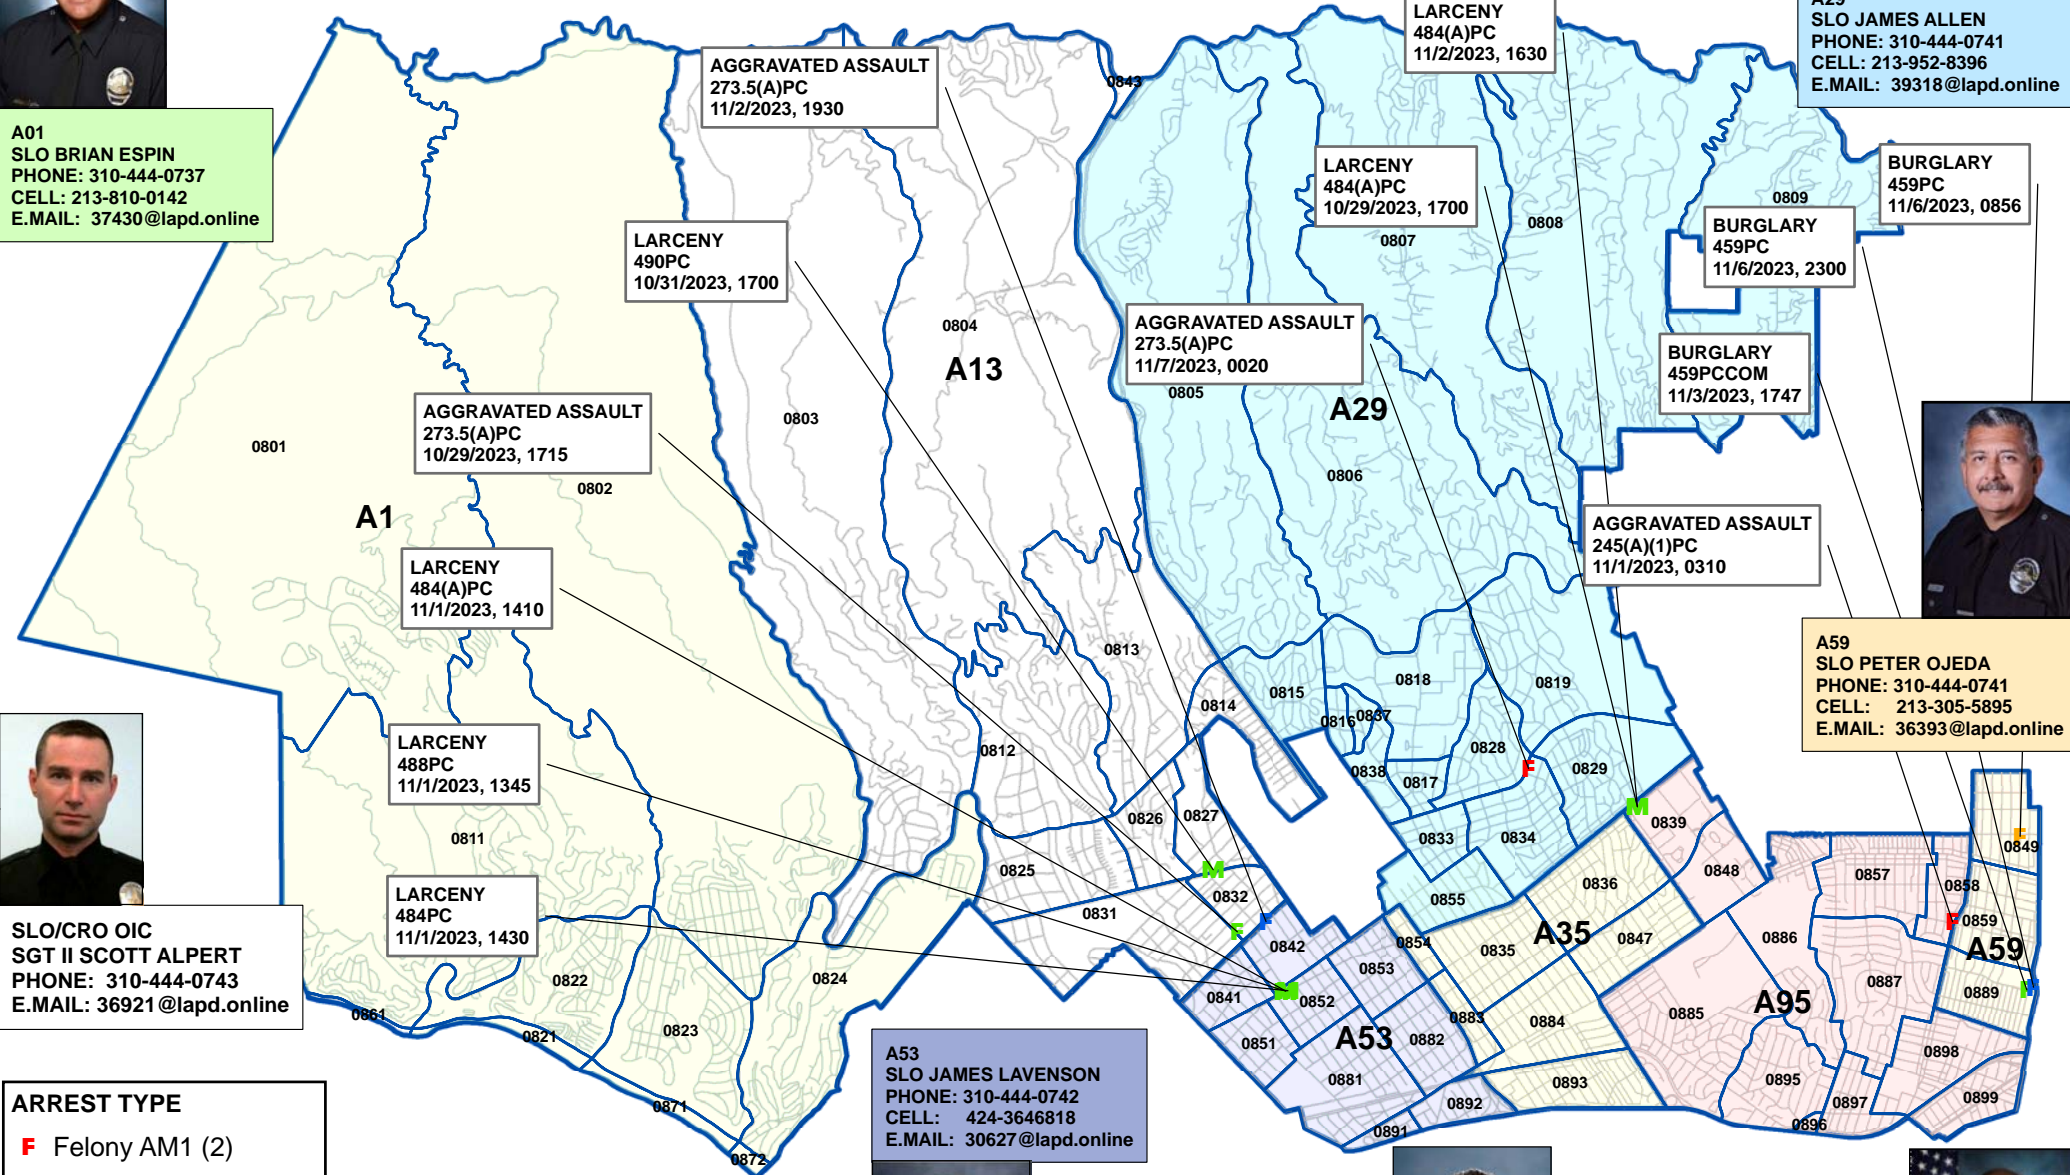 A01
SLO BRIAN ESPIN
PHONE: 310-444-0737
CELL: 213-810-0142
E.MAIL: 37430@lapd.online
AGGRAVATED ASSAULT
273.5(A)PC
11/2/2023, 1930
LARCENY
484(A)PC
11/2/2023, 1630
A29
SLO JAMES ALLEN
PHONE: 310-444-0741
CELL: 213-952-8396
E.MAIL: 39318@lapd.online
0843
LARCENY
484(A)PC
10/29/2023, 1700
BURGLARY
459PC
11/6/2023, 0856
0809
BURGLARY
459PC
11/6/2023, 2300
0808
0807
LARCENY
490PC
10/31/2023, 1700
0804
A13
AGGRAVATED ASSAULT
273.5(A)PC
11/7/2023, 0020
BURGLARY
459PCCOM
11/3/2023, 1747
0805
A29
0803
AGGRAVATED ASSAULT
273.5(A)PC
10/29/2023, 1715
0801
0802
0806
A1
AGGRAVATED ASSAULT
245(A)(1)PC
11/1/2023, 0310
LARCENY
484(A)PC
11/1/2023, 1410
A59
SLO PETER OJEDA
PHONE: 310-444-0741
CELL: 213-305-5895
E.MAIL: 36393@lapd.online
0813
0818
0819
0815
0814
0816
0837
LARCENY
488PC
11/1/2023, 1345
0812
0828
F
0829
0838
0817
M
0826
0827
0839
0811
0833
0834
F
0849
0825
M
0848
0857
0836
0858
LARCENY
484PC
11/1/2023, 1430
0832
0855
0831
F
F
F
0859
SLO/CRO OIC
SGT II SCOTT ALPERT
PHONE: 310-444-0743
E.MAIL: 36921@lapd.online
A35
0842
0854
0835
0847
0886
A59
0822
0824
0853
0887
0841
M
0852
0889
F
A95
0861
0821
0823
0885
0883
0884
0851
A53
0882
0898
A53
SLO JAMES LAVENSON
PHONE: 310-444-0742
CELL: 424-3646818
E.MAIL: 30627@lapd.online
0881
0893
0895
0897
0899
0871
0892
0891
0896
0872
ARREST TYPE
F Felony AM1 (2)